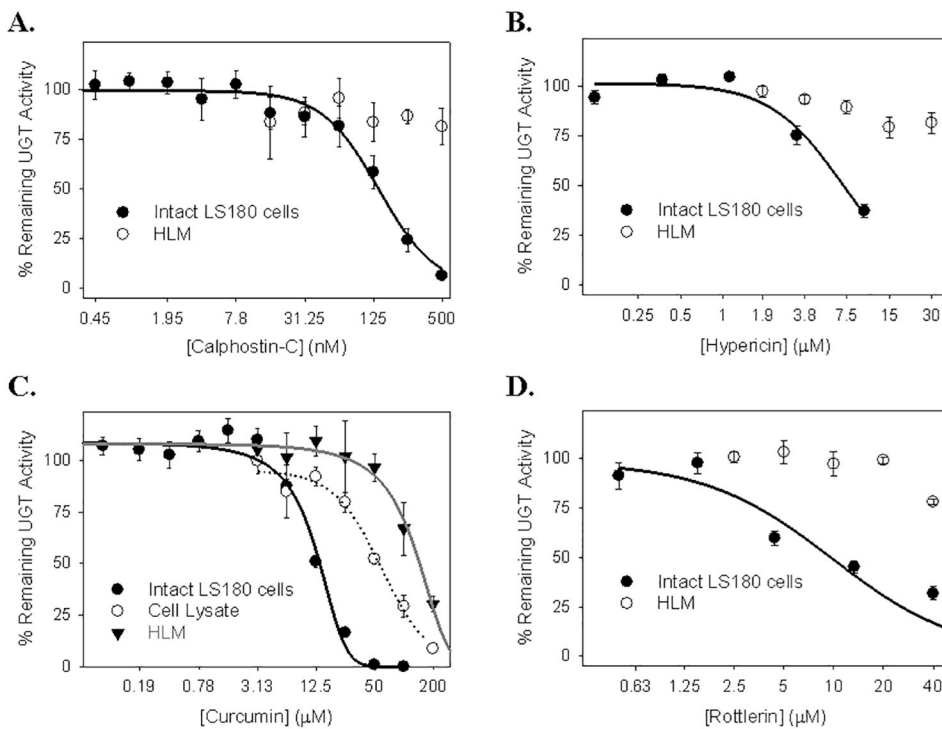 A.
% Remaining UGT Activity
100
75
50
25
0
Intact LS180 cells
HLM
0.45 1.95 7.8 31.25 125 500
[Calphostin-C] (nM)
B.
% Remaining UGT Activity
100
75
50
25
0
Intact LS180 cells
HLM
0.25 0.5 1 1.9 3.8 7.5 15 30
[Hypericin] (μM)
C.
% Remaining UGT Activity
100
75
50
25
0
Intact LS180 cells
Cell Lysate
HLM
0.19 0.78 3.13 12.5 50 200
[Curcumin] (μM)
D.
% Remaining UGT Activity
100
75
50
25
0
Intact LS180 cells
HLM
0.63 1.25 2.5 5 10 20 40
[Rottlerin] (μM)